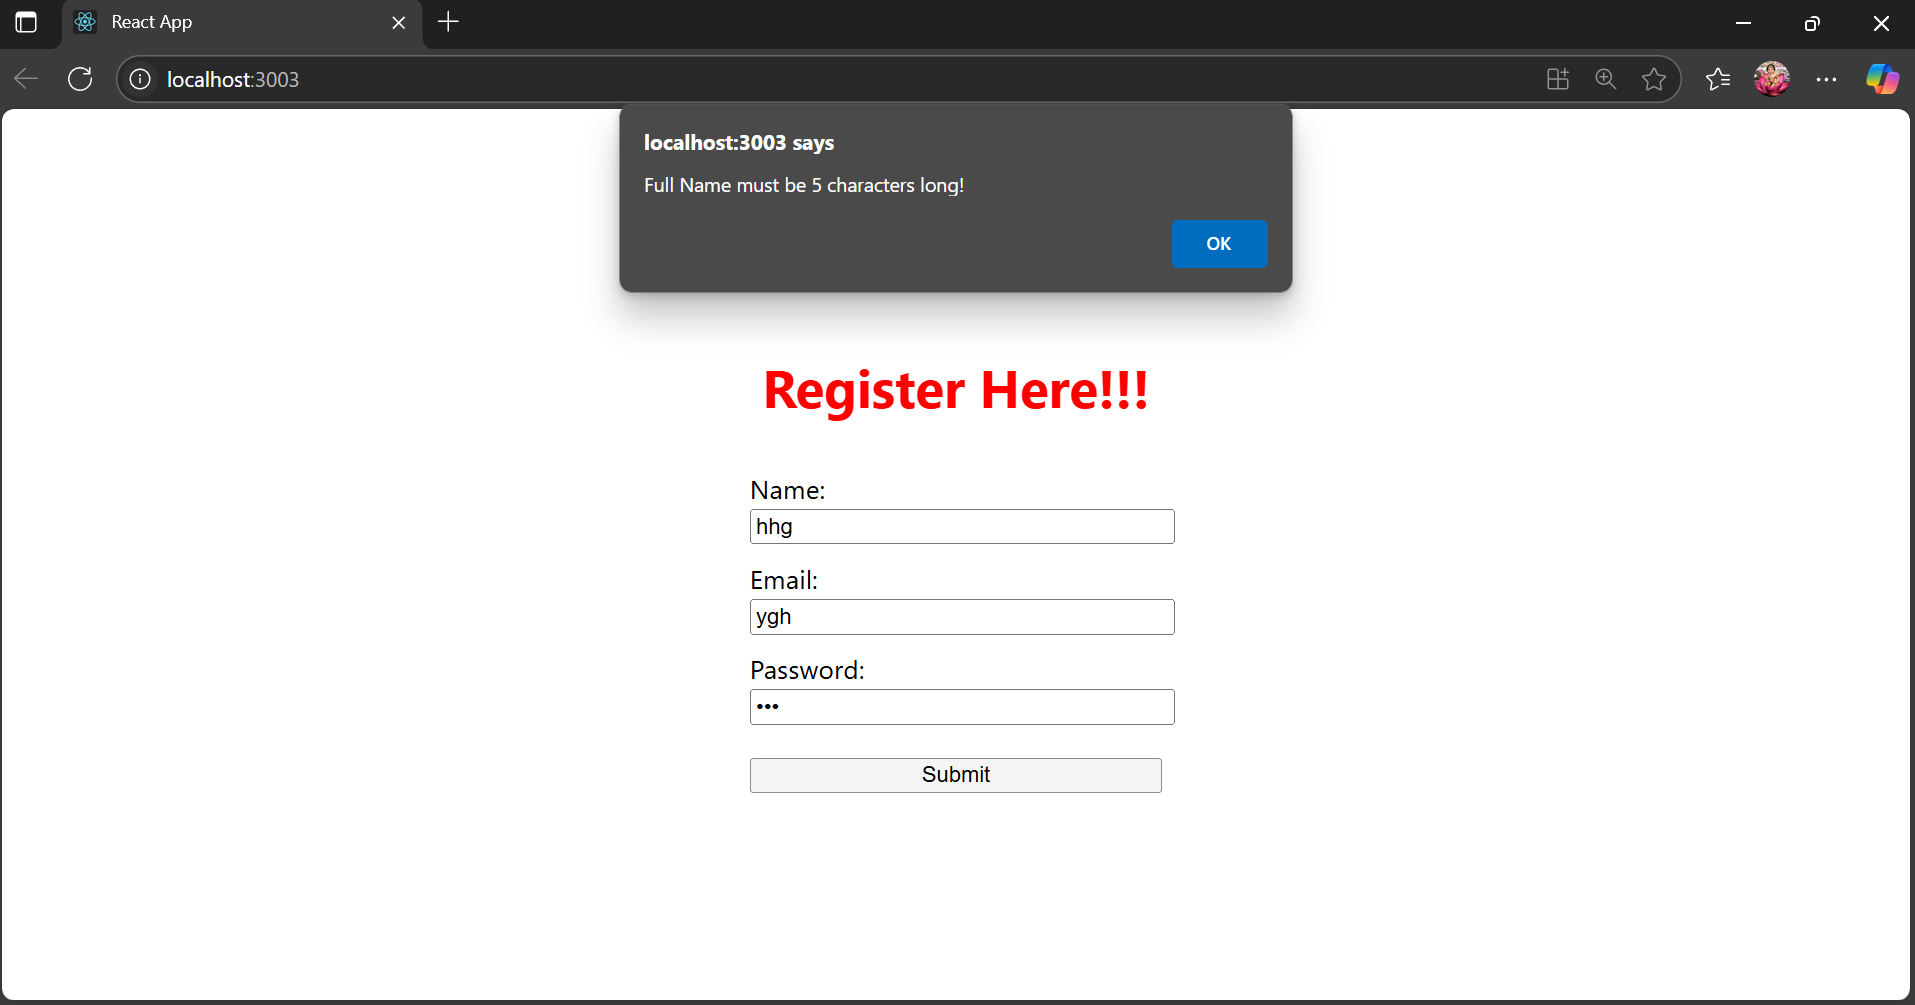 React App
localhost:3003
localhost:3003 says
Full Name must be 5 characters long!
OK
Register Here!!!
Name:
hhg
Email:
ygh
Password:
•••
Submit